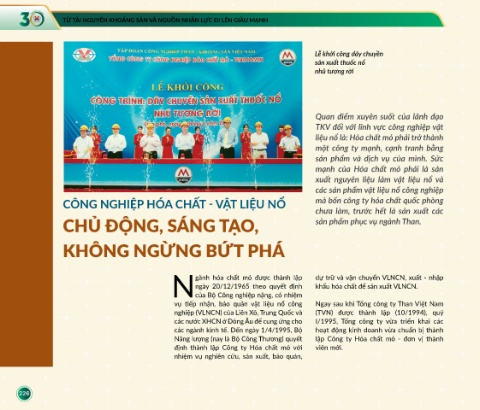 TỪ TÀI NGUYÊN KHOÁNG SẢN VÀ NGUỒN NHÂN LỰC ĐI LÊN GIÀU MẠNH
TẬP ĐOÀN CÔNG NGHIỆP THAN - KHOÁNG SẢN VIỆT NAM
TỔNG CÔNG TY CÔNG NGHIỆP HÓA CHẤT MỎ - VINACOMIN
LỄ KHỞI CÔNG
CÔNG TRÌNH: DÂY CHUYỀN SẢN XUẤT THUỐC NỔ
NHŨ TƯƠNG RỜI
Lễ khởi công dây chuyền
sản xuất thuốc nổ
nhũ tương rời
Quan điểm xuyên suốt của lãnh đạo
TKV đối với lĩnh vực công nghiệp vật
liệu nổ là: Hóa chất mỏ phải trở thành
một công ty mạnh, cạnh tranh bằng
sản phẩm và dịch vụ của mình. Sức
mạnh của Hóa chất mỏ phải là sản
xuất nguyên liệu làm vật liệu nổ và
các sản phẩm vật liệu nổ công nghiệp
mà bốn công ty hóa chất quốc phòng
chưa làm, trước hết là sản xuất các
sản phẩm phục vụ ngành Than.
CÔNG NGHIỆP HÓA CHẤT - VẬT LIỆU NỔ
CHỦ ĐỘNG, SÁNG TẠO,
KHÔNG NGỪNG BỨT PHÁ
Ngành hóa chất mỏ được thành lập
ngày 20/12/1965 theo quyết định
của Bộ Công nghiệp nặng, có nhiệm
vụ tiếp nhận, bảo quản vật liệu nổ công
nghiệp (VLNCN) của Liên Xô, Trung Quốc và
các nước XHCN ở Đông Âu để cung ứng cho
các ngành kinh tế. Đến ngày 1/4/1995, Bộ
Năng lượng (nay là Bộ Công Thương) quyết
định thành lập Công ty Hóa chất mỏ với
nhiệm vụ nghiên cứu, sản xuất, bảo quản,
dự trữ và vận chuyển VLNCN, xuất - nhập
khẩu hóa chất để sản xuất VLNCN.
Ngay sau khi Tổng công ty Than Việt Nam
(TVN) được thành lập (10/1994), quý
I/1995, Tổng công ty vừa triển khai các
hoạt động kinh doanh vừa chuẩn bị thành
lập Công ty Hóa chất mỏ - đơn vị thành
viên mới.
224